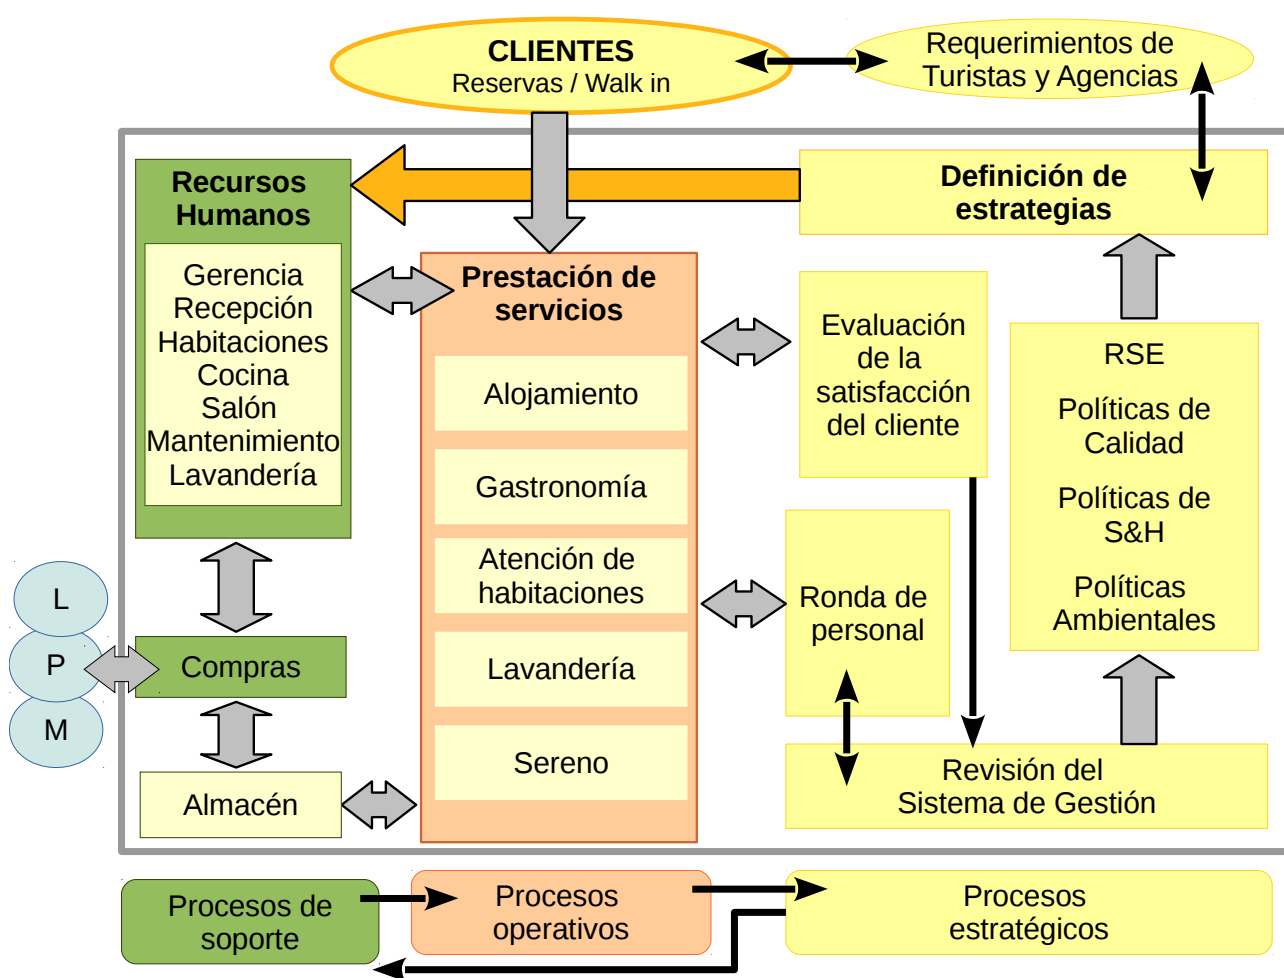 CLIENTES
Reservas / Walk in
Requerimientos de
Turistas y Agencias
Recursos
Humanos
Gerencia
Recepción
Habitaciones
Cocina
Salón
Mantenimiento
Lavandería
L
P
M
Compras
Almacén
Prestación de
servicios
Alojamiento
Gastronomía
Atención de
habitaciones
Lavandería
Sereno
Definición de
estrategias
Evaluación
de la
satisfacción
del cliente
Ronda de
personal
RSE
Políticas de
Calidad
Políticas de
S&H
Políticas
Ambientales
Revisión del
Sistema de Gestión
Procesos de
soporte
Procesos
operativos
Procesos
estratégicos